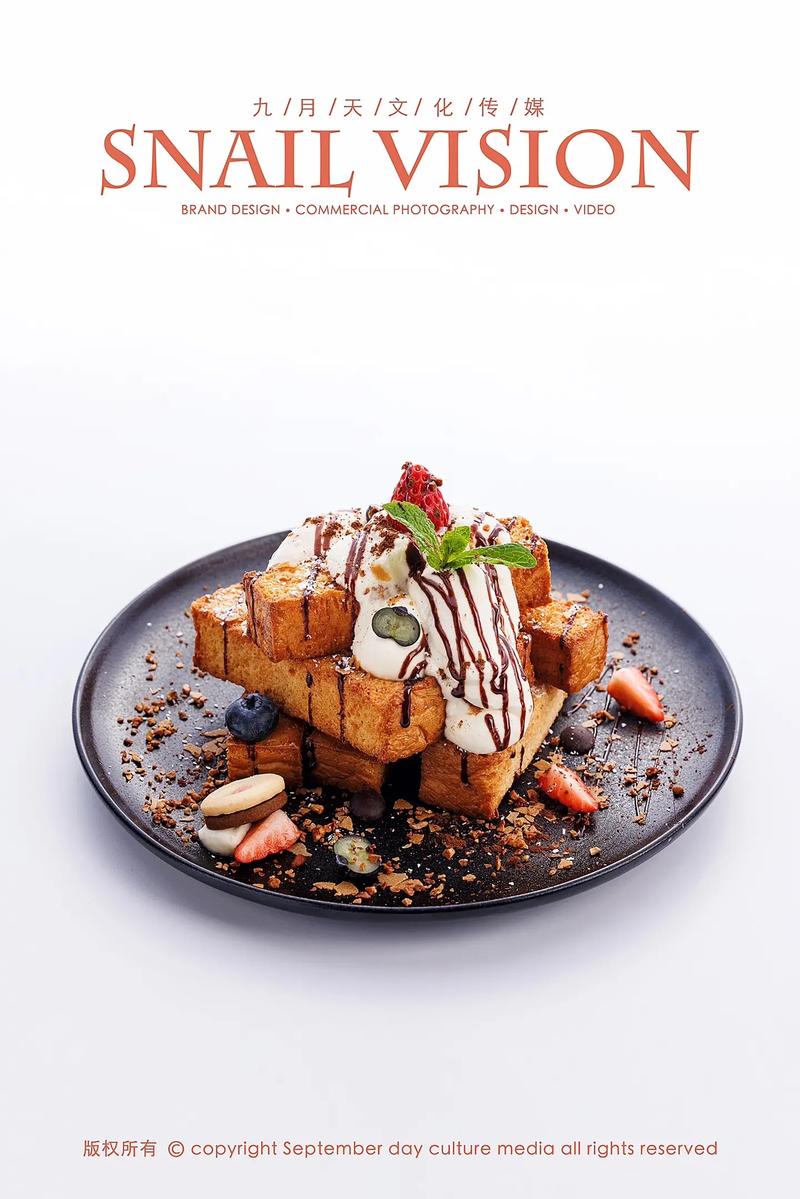 九 / 月 / 天 / 文 / 化 / 传 / 媒
SNAIL VISION
BRAND DESIGN • COMMERCIAL PHOTOGRAPHY • DESIGN • VIDEO
版权所有 © copyright September day culture media all rights reserved